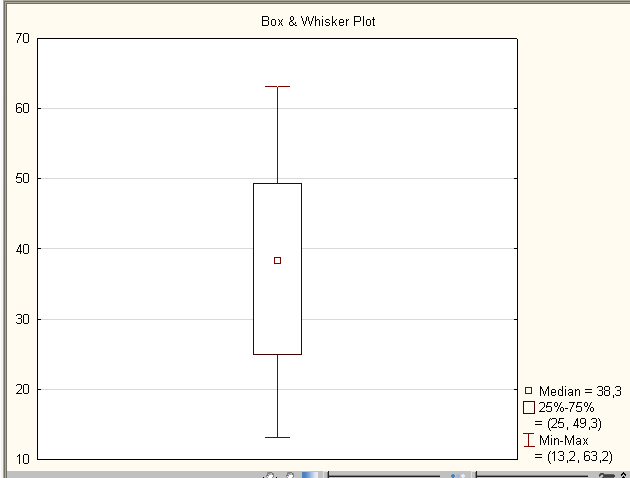 Box & Whisker Plot
70
60
50
40
30
20
10
Median = 38,3
25%-75%
= (25, 49,3)
Min-Max
= (13,2, 63,2)